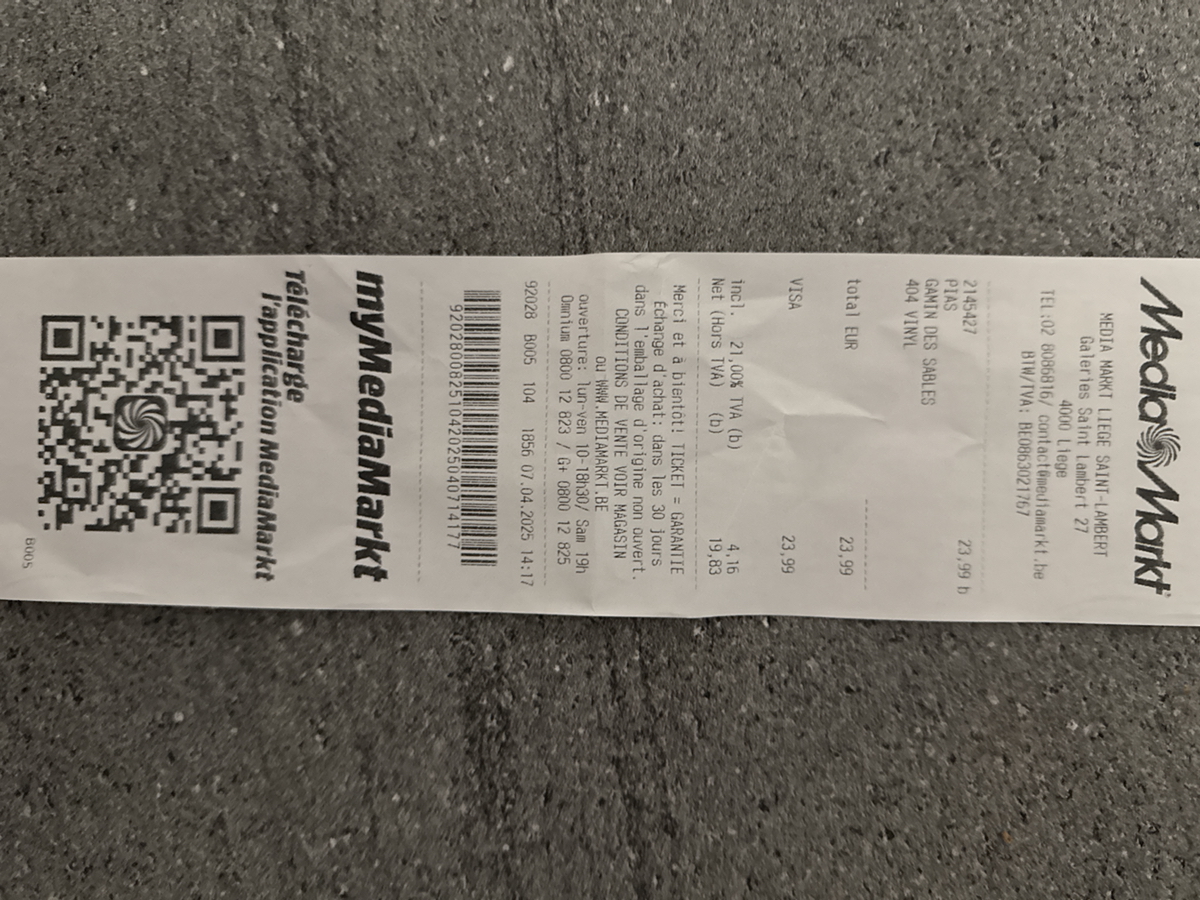 MediaMarkt
MEDIA MARKT LIEGE SAINT-LAMBERT
Galeries Saint Lambert 27
4000 Liege
TEL:02 8086816/ contact@mediamarkt.be
BTW/TVA: BE0863021767
2145427 23.99 b
PIAS
GAMIN DES SABLES
404 VINYL
total EUR 23,99
VISA 23.99
incl. 21.00% TVA (b) 4,16
Net (Hors TVA) (b) 19,83
Merci et à bientôt! TICKET = GARANTIE
Echange d'achat: dans les 30 jours
dans l'emballage d'origine non ouvert.
CONDITIONS DE VENTE VOIR MAGASIN
ou WWW.MEDIAMARKT.BE
ouverture: lun-ven 10-18h30/ Sam 19h
Omnium 0800 12 823 / G+ 0800 12 825
92028 B005 104 1856 07.04.2025 14:17
9202800825104202504071417​7
myMediaMarkt
Télécharge
l'application MediaMarkt
B005